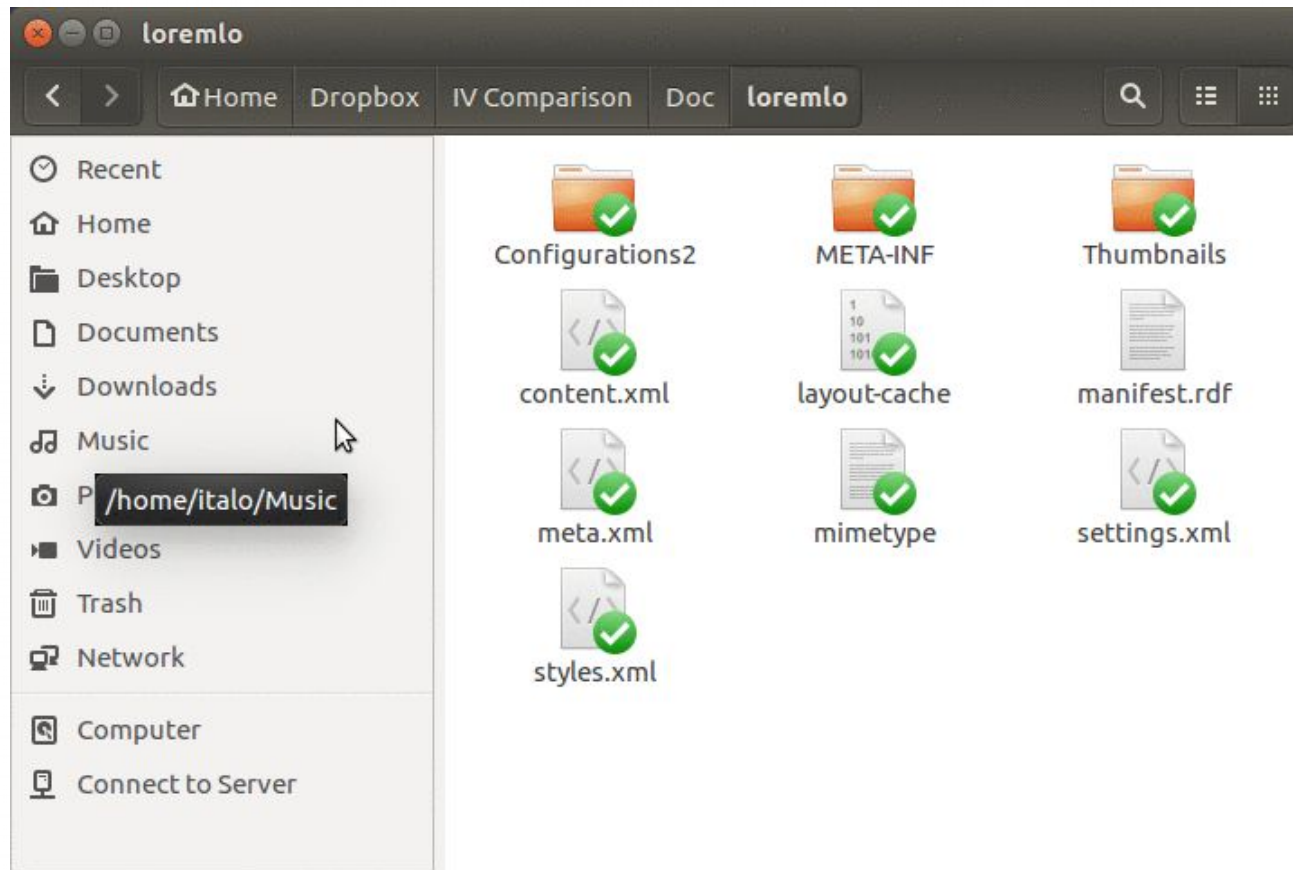 loremlo
Home Dropbox IV Comparison Doc loremlo
Recent
Home
Desktop
Documents
Downloads
Music
P
/home/italo/Music
Videos
Trash
Network
Computer
Connect to Server
Configurations2 META-INF Thumbnails
content.xml layout-cache manifest.rdf
meta.xml mimetype settings.xml
styles.xml